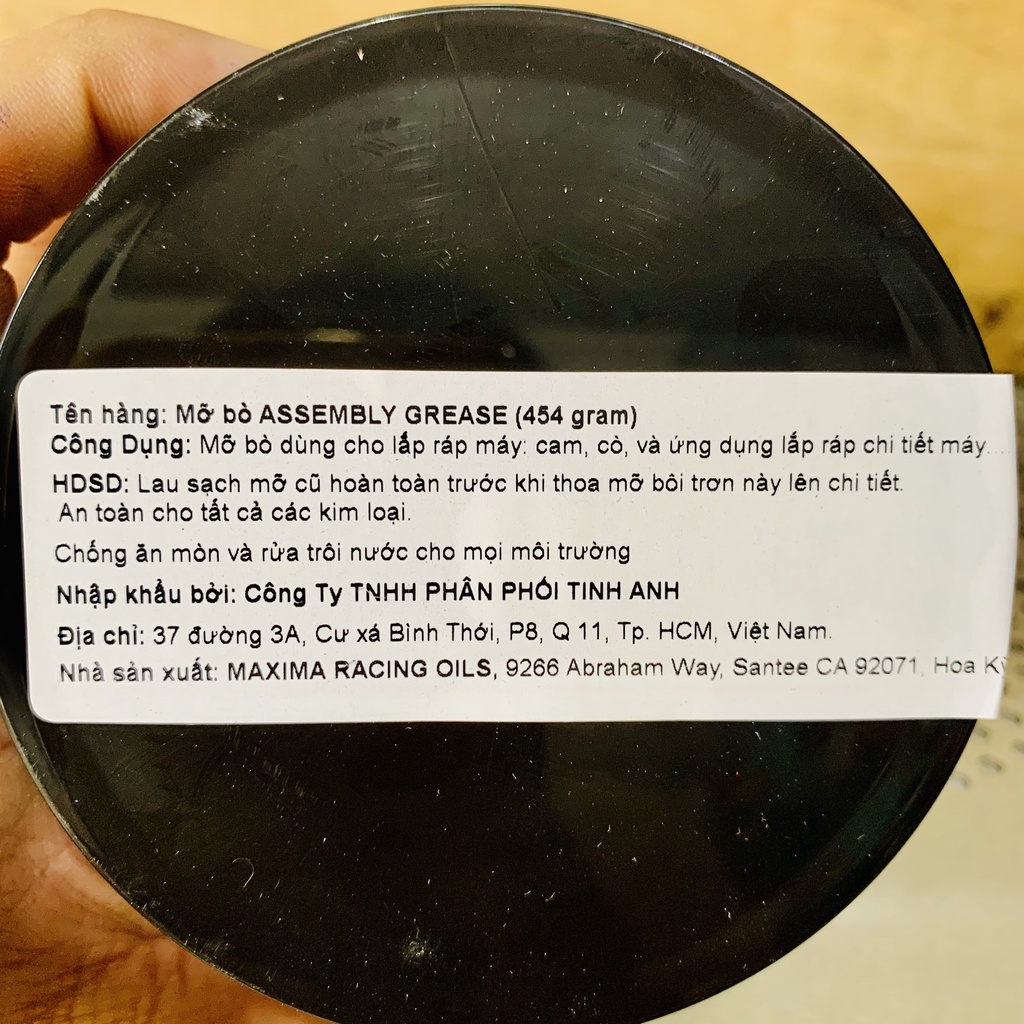 Tên hàng: Mỡ bò ASSEMBLY GREASE (454 gram)
Công Dụng: Mỡ bò dùng cho lắp ráp máy: cam, cò, và ứng dụng lắp ráp chi tiết máy....
HDSD: Lau sạch mỡ cũ hoàn toàn trước khi thoa mỡ bôi trơn này lên chi tiết.
An toàn cho tất cả các kim loại.
Chống ăn mòn và rửa trôi nước cho mọi môi trường
Nhập khẩu bởi: Công Ty TNHH PHÂN PHỐI TINH ANH
Địa chỉ: 37 đường 3A, Cư xá Bình Thới, P8, Q 11, Tp. HCM, Việt Nam.
Nhà sản xuất: MAXIMA RACING OILS, 9266 Abraham Way, Santee CA 92071, Hoa Kỳ